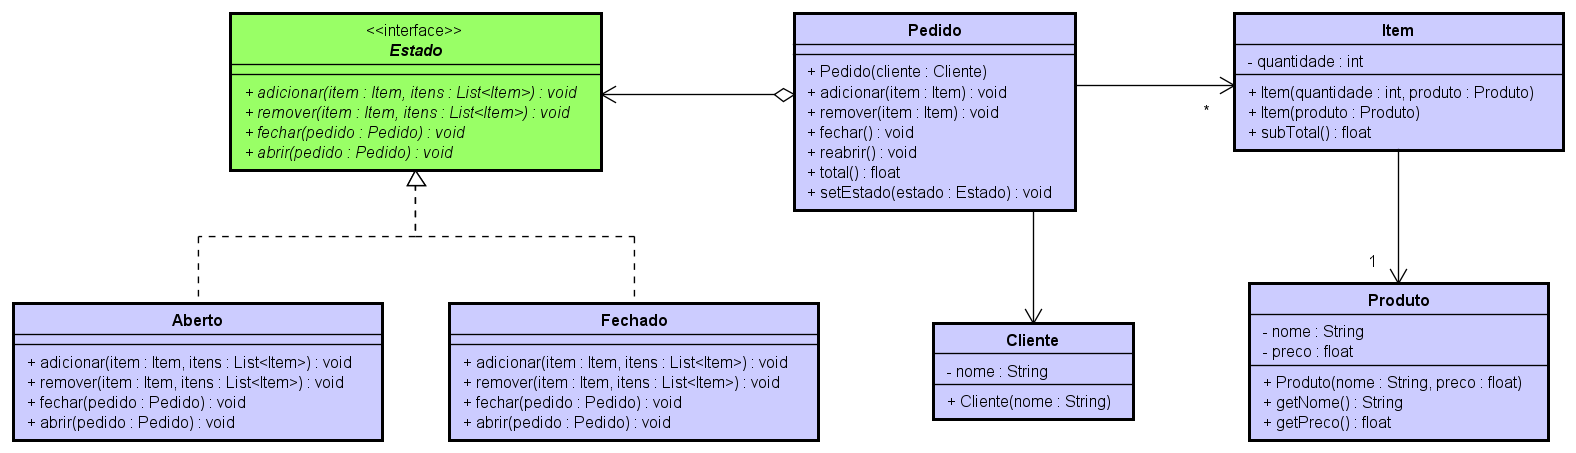 <<interface>>
Estado
+ adicionar(item : Item, itens : List<Item>) : void
+ remover(item : Item, itens : List<Item>) : void
+ fechar(pedido : Pedido) : void
+ abrir(pedido : Pedido) : void
Pedido
+ Pedido(cliente : Cliente)
+ adicionar(item : Item) : void
+ remover(item : Item) : void
+ fechar() : void
+ reabrir() : void
+ total() : float
+ setEstado(estado : Estado) : void
*
Item
- quantidade : int
+ Item(quantidade : int, produto : Produto)
+ Item(produto : Produto)
+ subTotal() : float
1
Aberto
+ adicionar(item : Item, itens : List<Item>) : void
+ remover(item : Item, itens : List<Item>) : void
+ fechar(pedido : Pedido) : void
+ abrir(pedido : Pedido) : void
Fechado
+ adicionar(item : Item, itens : List<Item>) : void
+ remover(item : Item, itens : List<Item>) : void
+ fechar(pedido : Pedido) : void
+ abrir(pedido : Pedido) : void
Cliente
- nome : String
+ Cliente(nome : String)
Produto
- nome : String
- preco : float
+ Produto(nome : String, preco : float)
+ getNome() : String
+ getPreco() : float